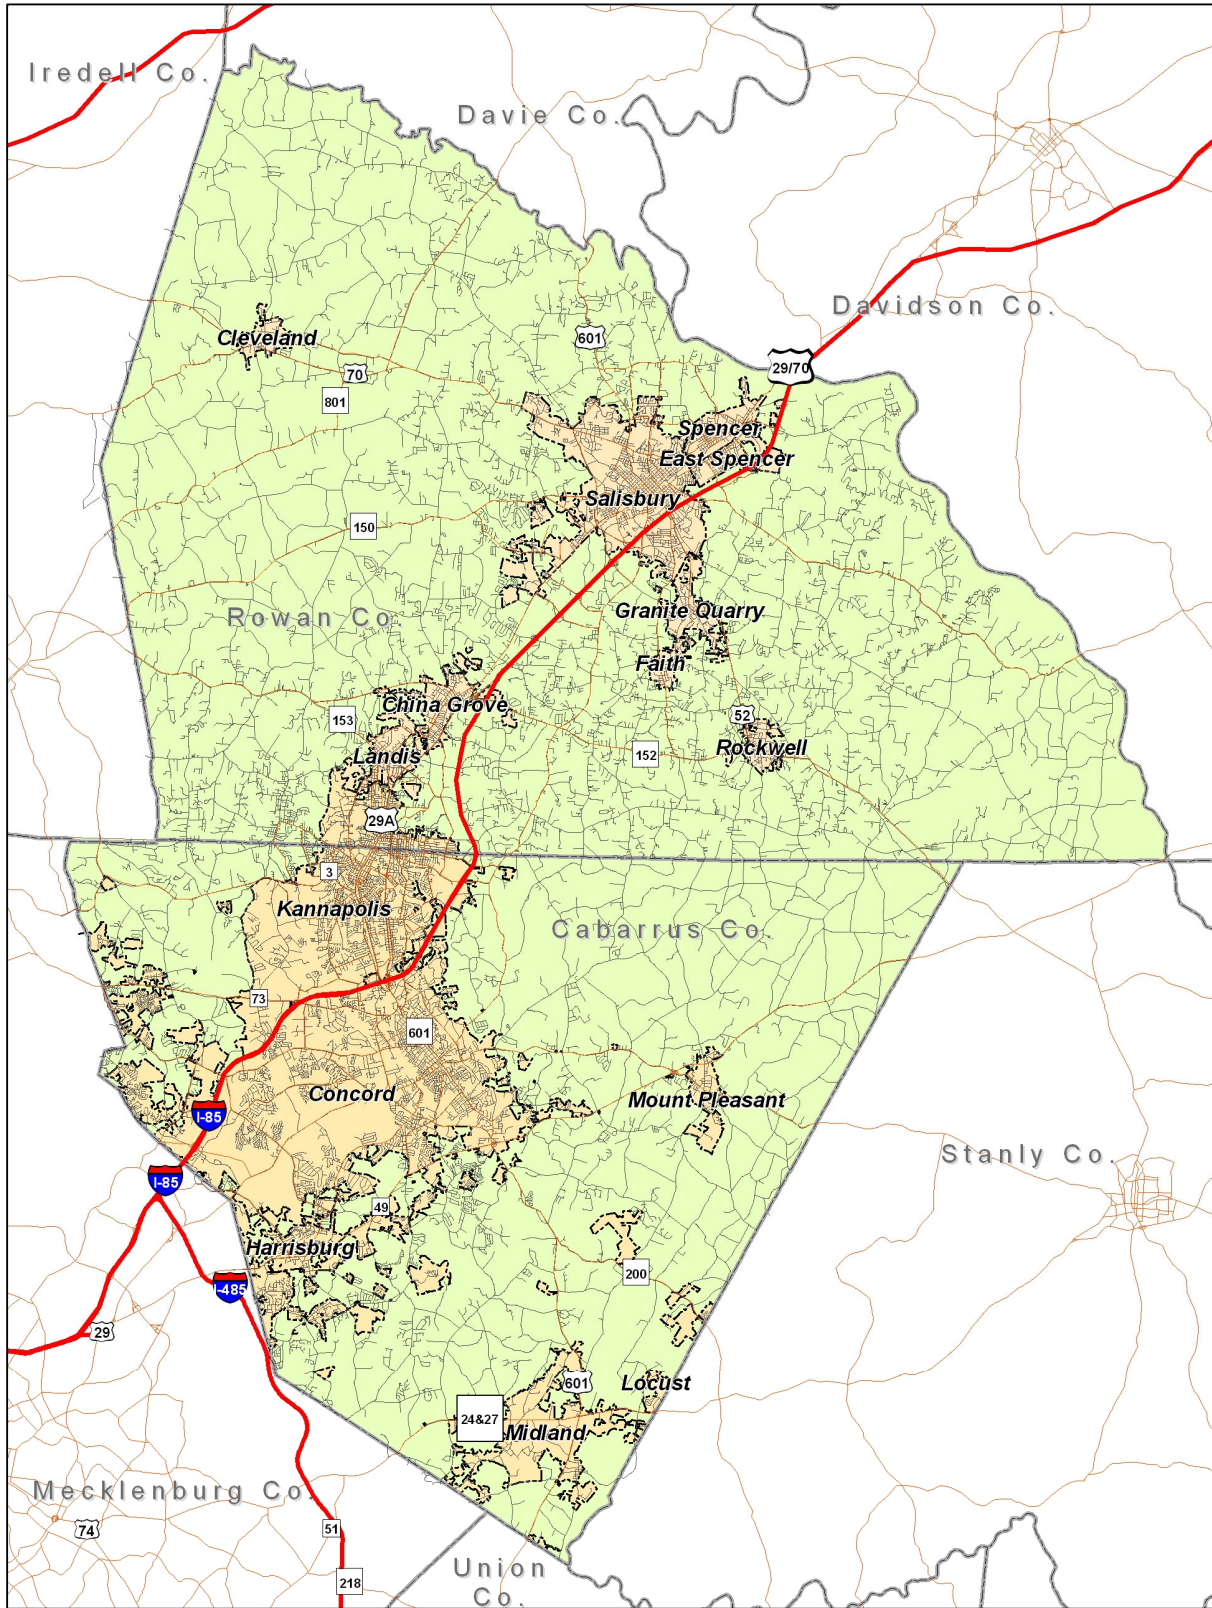 Iredell Co.
Davie Co.
Davidson Co.
Cleveland
601
29/70
70
801
Spencer
East Spencer
Salisbury
150
Granite Quarry
Rowan Co.
Faith
China Grove
153
52
Rockwell
152
Landis
29A
3
Kannapolis
Cabarrus Co.
73
601
Concord
Mount Pleasant
I-85
Stanly Co.
I-85
49
Harrisburg
200
I-485
29
601
Locust
24&27
Midland
Mecklenburg Co.
74
51
Union
Co.
218